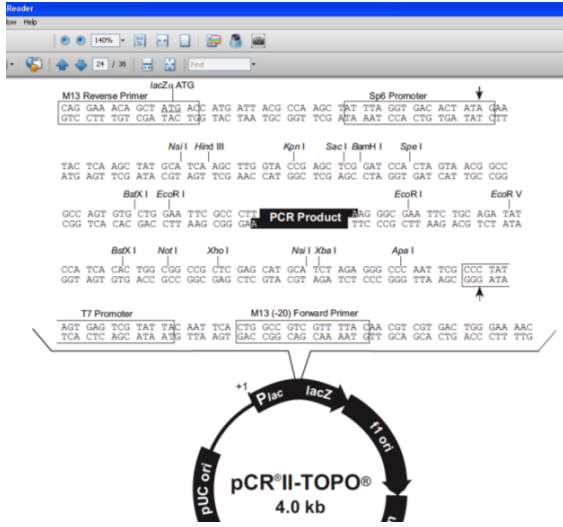 Reader
dow Help
140%
24 / 38 Find
lacZα ATG
M13 Reverse Primer Sp6 Promoter
CAG GAA ACA GCT ATG ACC ATG ATT ACG CCA AGC TAT TTA GGT GAC ACT ATA GAA
GTC CTT TGT CGA TAC TGG TAC TAA TGC GGT TCG ATA AAT CCA CTG TGA TAT CTT
Nsi I Hind III Kpn I Sac I BamH I Spe I
TAC TCA AGC TAT GCA TCA AGC TTG GTA CCG AGC TCG GAT CCA CTA GTA ACG GCC
ATG AGT TCG ATA CGT AGT TCG AAC CAT GGC TCG AGC CTA GGT GAT CAT TGC CGG
BstX I EcoR I EcoR I EcoR V
GCC AGT GTG CTG GAA TTC GCC CTT PCR Product AAG GGC GAA TTC TGC AGA TAT
CGG TCA CAC GAC CTT AAG CGG GAA TTC CCG CTT AAG ACG TCT ATA
BstX I Not I Xho I Nsi I Xba I Apa I
CCA TCA CAC TGG CGG CCG CTC GAG CAT GCA TCT AGA GGG CCC AAT TCG CCC TAT
GGT AGT GTG ACC GCC GGC GAG CTC GTA CGT AGA TCT CCC GGG TTA AGC GGG ATA
T7 Promoter M13 (-20) Forward Primer
AGT GAG TCG TAT TAC AAT TCA CTG GCC GTC GTT TTA CAA CGT CGT GAC TGG GAA AAC
TCA CTC AGC ATA ATG TTA AGT GAC CGG CAG CAA AAT GTT GCA GCA CTG ACC CTT TTG
+1
Plac lacZ
f1 ori
pUC ori
pCR®II-TOPO®
4.0 kb